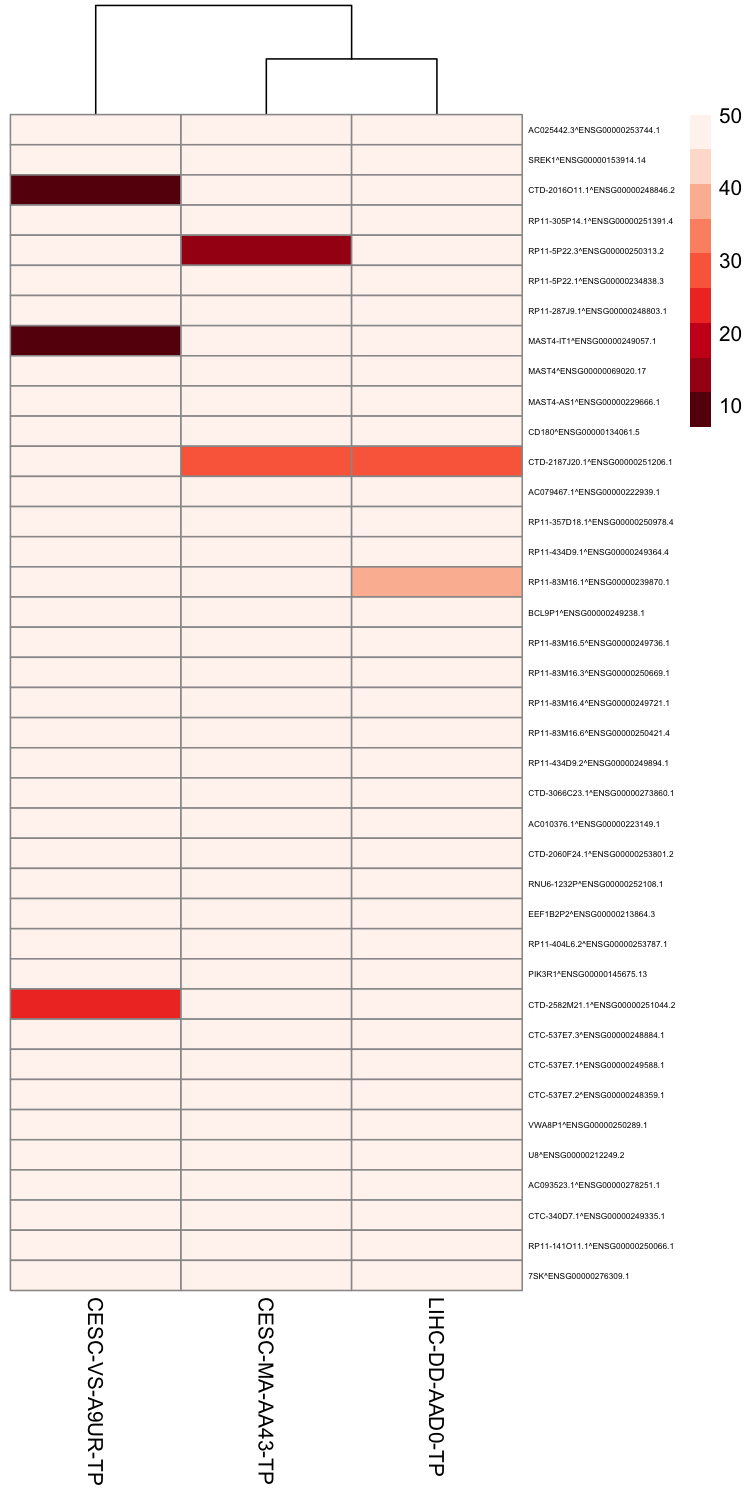 50
40
30
20
10
AC025442.3^ENSG00000253744.1
SREK1^ENSG00000153914.14
CTD-2016O11.1^ENSG00000248846.2
RP11-305P14.1^ENSG00000251391.4
RP11-5P22.3^ENSG00000250313.2
RP11-5P22.1^ENSG00000234838.3
RP11-287J9.1^ENSG00000248803.1
MAST4-IT1^ENSG00000249057.1
MAST4^ENSG00000069020.17
MAST4-AS1^ENSG00000229666.1
CD180^ENSG00000134061.5
CTD-2187J20.1^ENSG00000251206.1
AC079467.1^ENSG00000222939.1
RP11-357D18.1^ENSG00000250978.4
RP11-434D9.1^ENSG00000249364.4
RP11-83M16.1^ENSG00000239870.1
BCL9P1^ENSG00000249238.1
RP11-83M16.5^ENSG00000249736.1
RP11-83M16.3^ENSG00000250669.1
RP11-83M16.4^ENSG00000249721.1
RP11-83M16.6^ENSG00000250421.4
RP11-434D9.2^ENSG00000249894.1
CTD-3066C23.1^ENSG00000273860.1
AC010376.1^ENSG00000223149.1
CTD-2060F24.1^ENSG00000253801.2
RNU6-1232P^ENSG00000252108.1
EEF1B2P2^ENSG00000213864.3
RP11-404L6.2^ENSG00000253787.1
PIK3R1^ENSG00000145675.13
CTD-2582M21.1^ENSG00000251044.2
CTC-537E7.3^ENSG00000248884.1
CTC-537E7.1^ENSG00000249588.1
CTC-537E7.2^ENSG00000248359.1
VWA8P1^ENSG00000250289.1
U8^ENSG00000212249.2
AC093523.1^ENSG00000278251.1
CTC-340D7.1^ENSG00000249335.1
RP11-141O11.1^ENSG00000250066.1
7SK^ENSG00000276309.1
CESC-VS-A9UR-TP
CESC-MA-AA43-TP
LIHC-DD-AAD0-TP